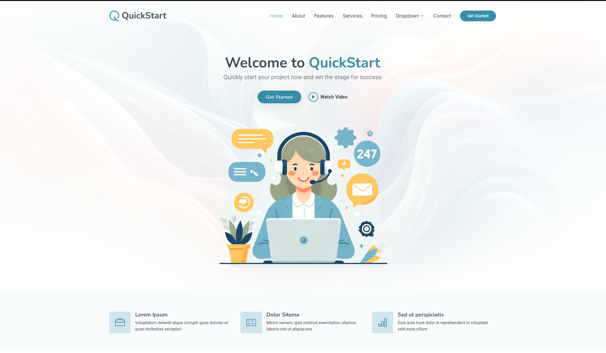 QuickStart
Home About Features Services Pricing Dropdown Contact Get Started
Welcome to QuickStart
Quickly start your project now and set the stage for success
Get Started Watch Video
247
Lorem Ipsum
Voluptatum deleniti atque corrupti quos dolores et
quas molestias excepturi
Dolor Sitema
Minim veniam, quis nostrud exercitation ullamco
laboris nisi ut aliquip exa
Sed ut perspiciatis
Duis aute irure dolor in reprehenderit in voluptate
velit esse cillum